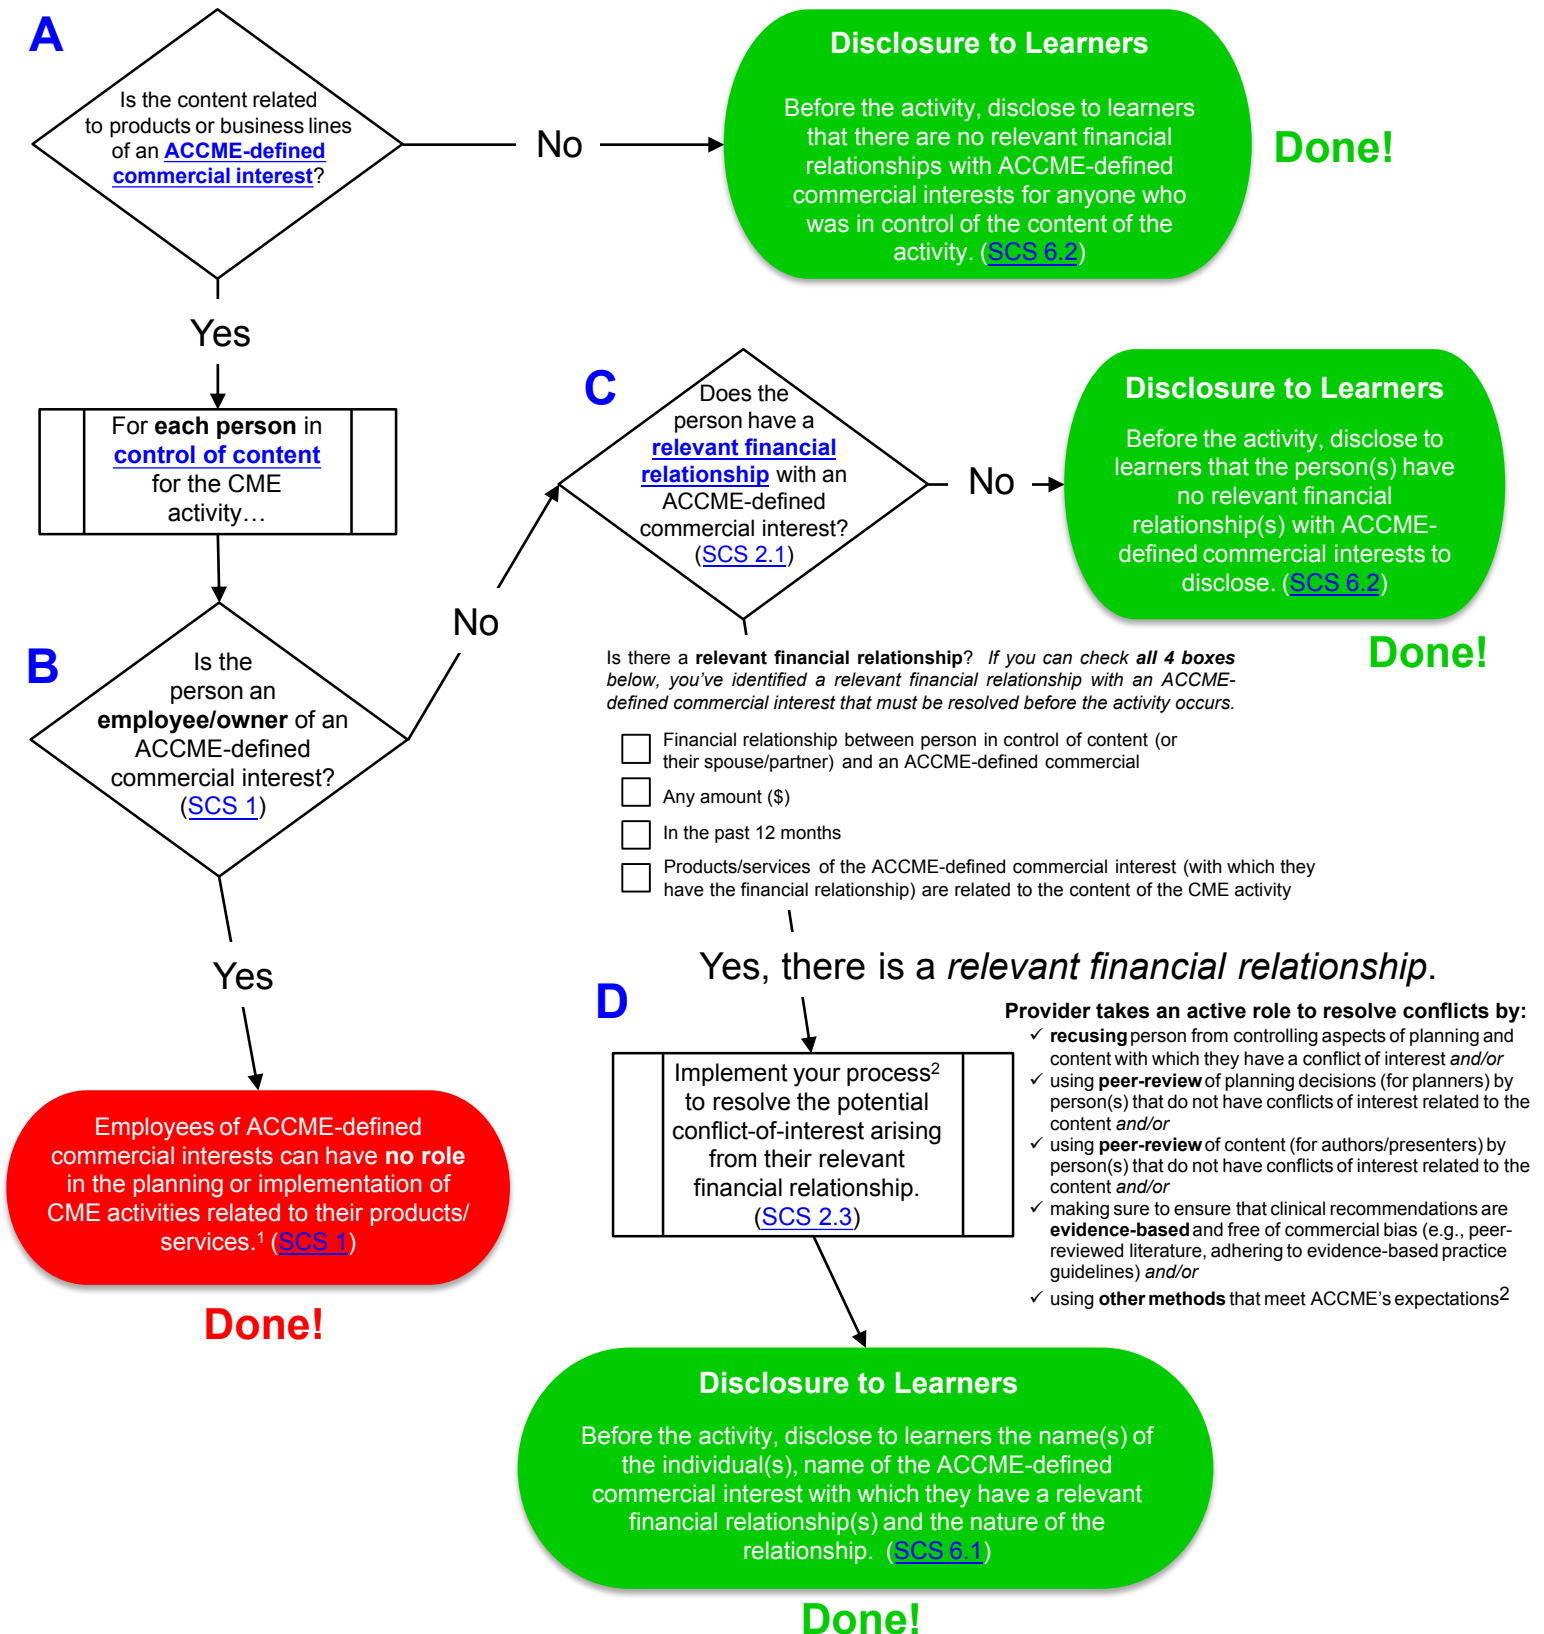 A
Is the content related
to products or business lines
of an ACCME-defined
commercial interest?
No
Disclosure to Learners
Before the activity, disclose to learners
that there are no relevant financial
relationships with ACCME-defined
commercial interests for anyone who
was in control of the content of the
activity. (SCS 6.2)
Done!
Yes
For each person in
control of content
for the CME
activity…
B
Is the
person an
employee/owner of an
ACCME-defined
commercial interest?
(SCS 1)
No
C
Does the
person have a
relevant financial
relationship with an
ACCME-defined
commercial interest?
(SCS 2.1)
No
Disclosure to Learners
Before the activity, disclose to
learners that the person(s) have
no relevant financial
relationship(s) with ACCME-
defined commercial interests to
disclose. (SCS 6.2)
Done!
Is there a relevant financial relationship? If you can check all 4 boxes
below, you've identified a relevant financial relationship with an ACCME-
defined commercial interest that must be resolved before the activity occurs.
Financial relationship between person in control of content (or
their spouse/partner) and an ACCME-defined commercial
Any amount ($)
In the past 12 months
Products/services of the ACCME-defined commercial interest (with which they
have the financial relationship) are related to the content of the CME activity
Yes
Employees of ACCME-defined
commercial interests can have no role
in the planning or implementation of
CME activities related to their products/
services.¹ (SCS 1)
Done!
Yes, there is a relevant financial relationship.
D
Implement your process²
to resolve the potential
conflict-of-interest arising
from their relevant
financial relationship.
(SCS 2.3)
Provider takes an active role to resolve conflicts by:
✓ recusing person from controlling aspects of planning and
content with which they have a conflict of interest and/or
✓ using peer-review of planning decisions (for planners) by
person(s) that do not have conflicts of interest related to the
content and/or
✓ using peer-review of content (for authors/presenters) by
person(s) that do not have conflicts of interest related to the
content and/or
✓ making sure to ensure that clinical recommendations are
evidence-based and free of commercial bias (e.g., peer-
reviewed literature, adhering to evidence-based practice
guidelines) and/or
✓ using other methods that meet ACCME's expectations²
Disclosure to Learners
Before the activity, disclose to learners the name(s) of
the individual(s), name of the ACCME-defined
commercial interest with which they have a relevant
financial relationship(s) and the nature of the
relationship. (SCS 6.1)
Done!